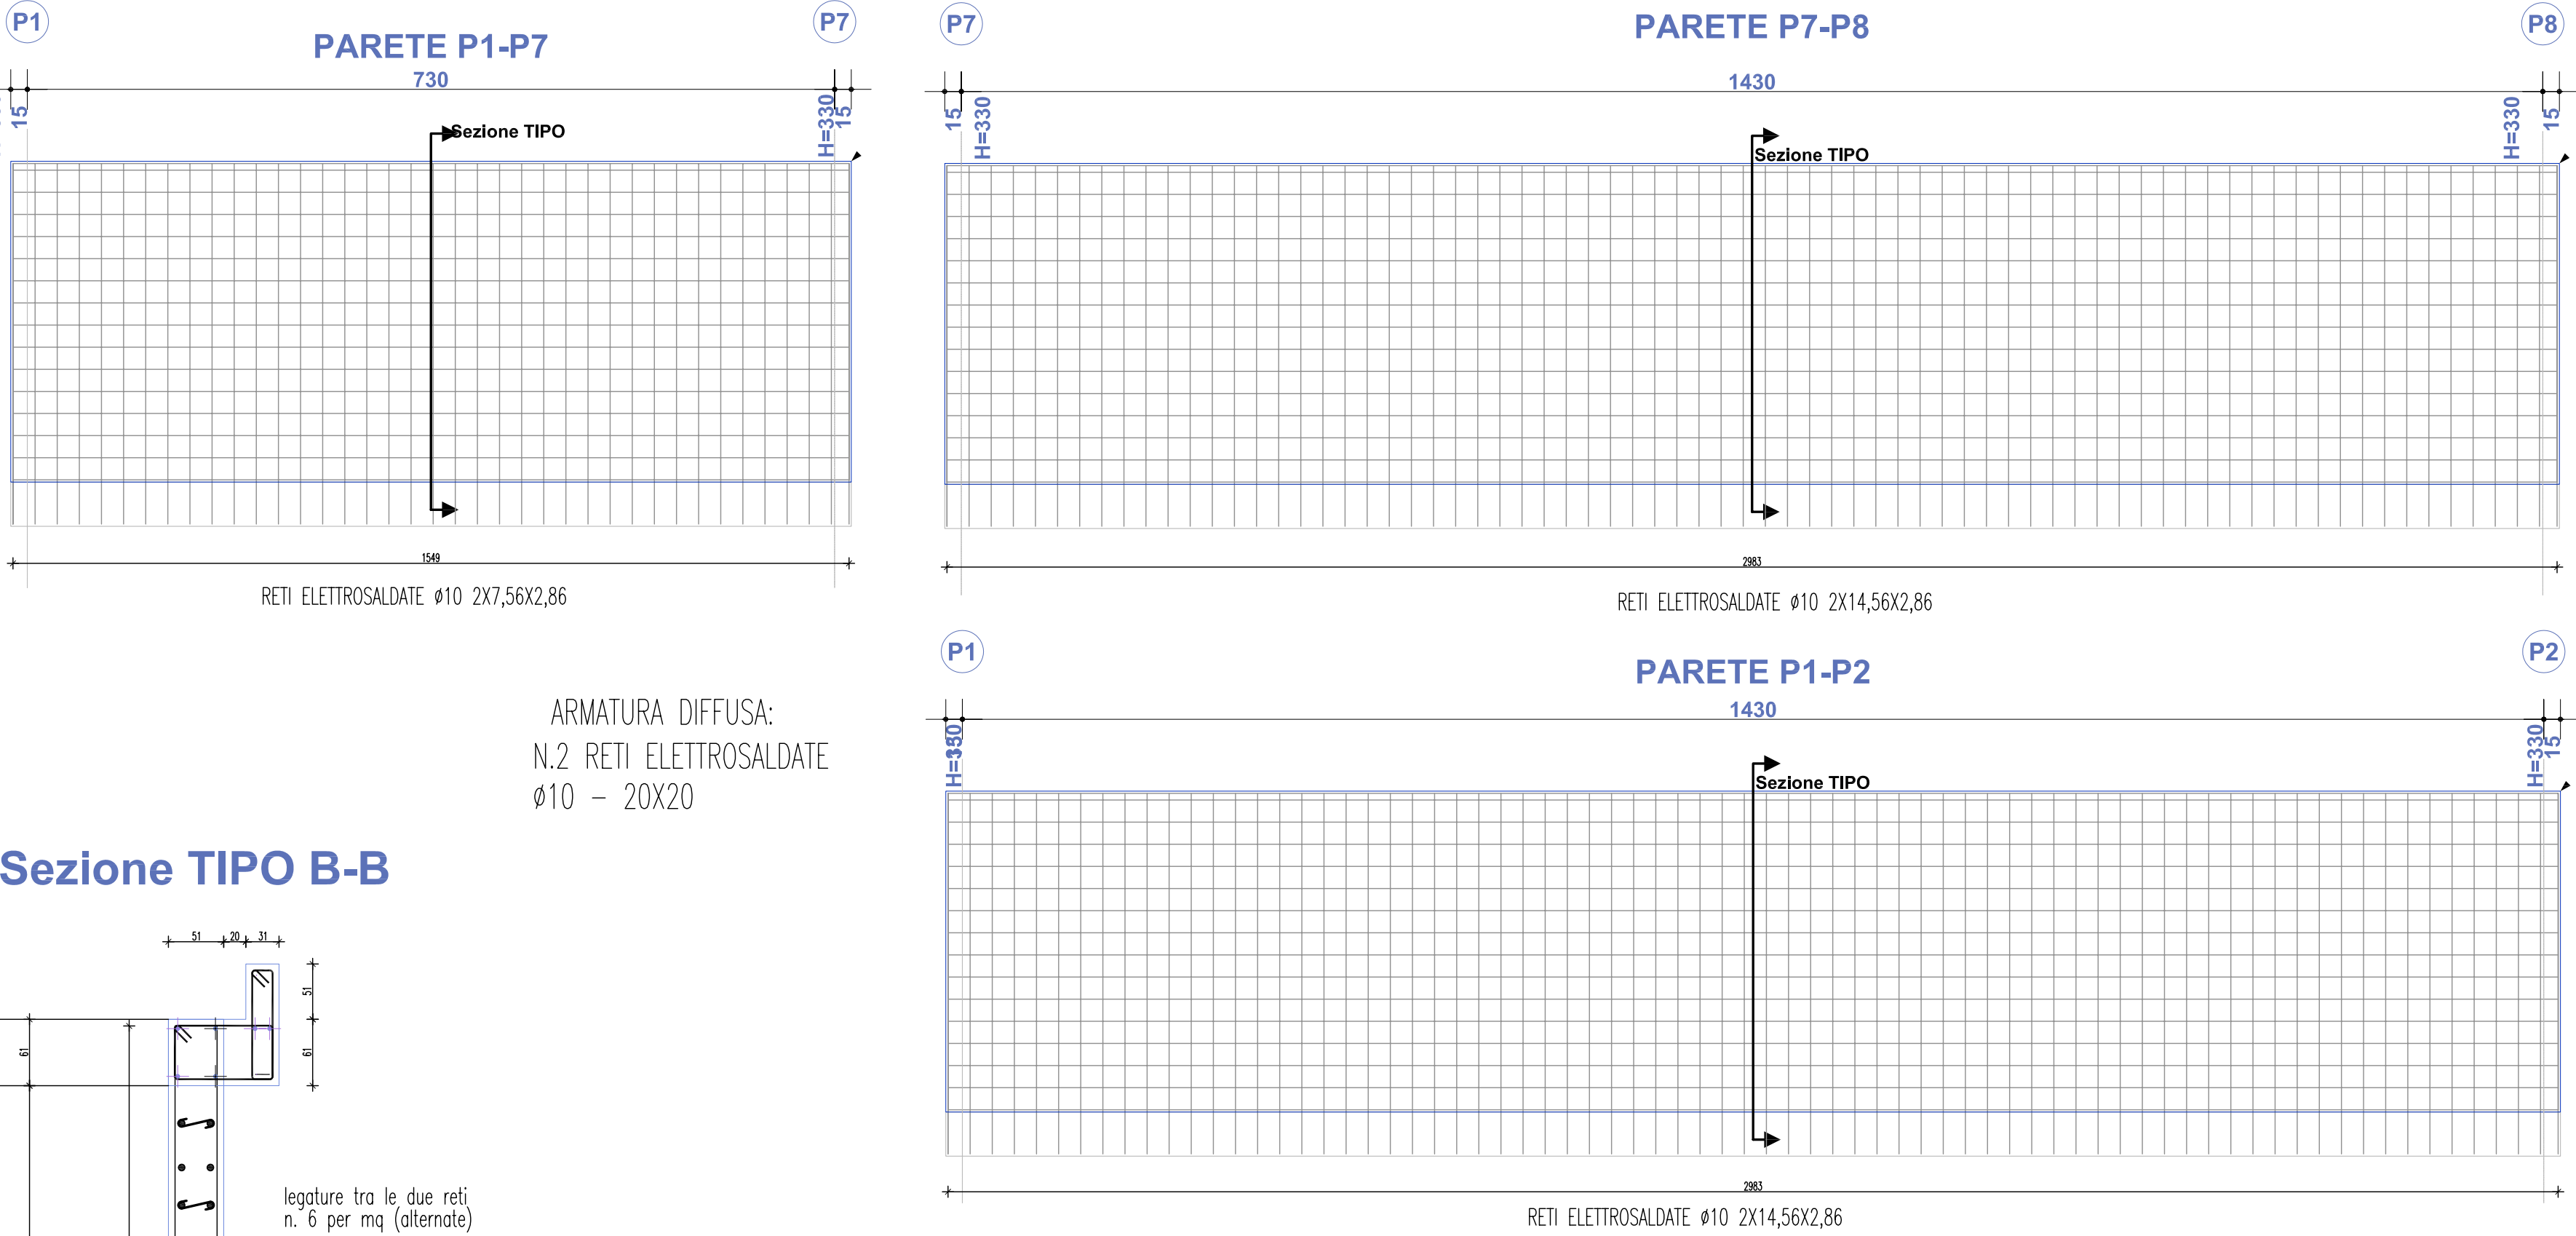 P1
P7
PARETE P1-P7
730
15
H=330
15
Sezione TIPO
1549
RETI ELETTROSALDATE ø10 2X7,56X2,86
P7
P8
PARETE P7-P8
1430
15
H=330
H=330
15
Sezione TIPO
2983
RETI ELETTROSALDATE ø10 2X14,56X2,86
P1
P2
PARETE P1-P2
1430
H=330
15
Sezione TIPO
2983
RETI ELETTROSALDATE ø10 2X14,56X2,86
ARMATURA DIFFUSA:
N.2 RETI ELETTROSALDATE
ø10 - 20X20
Sezione TIPO B-B
51
20
31
51
61
61
legature tra le due reti
n. 6 per mq (alternate)